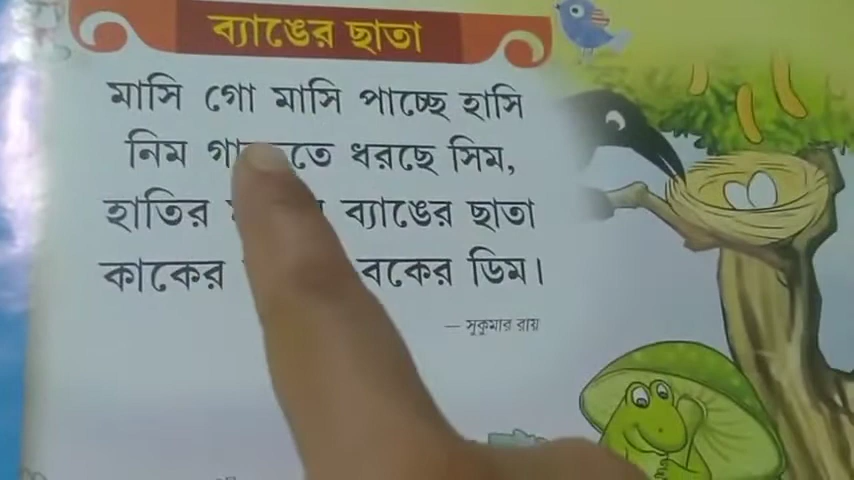 ব্যাঙের ছাতা
মাসি গো মাসি পাচ্ছে হাসি
নিম ধরছে সিম,
হাতির ব্যাঙের ছাতা
কাকের বকের ডিম।
— সুকুমার রায়